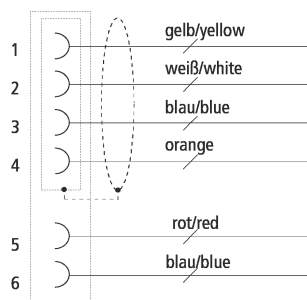 1 gelb/yellow
2 weiß/white
3 blau/blue
4 orange
5 rot/red
6 blau/blue